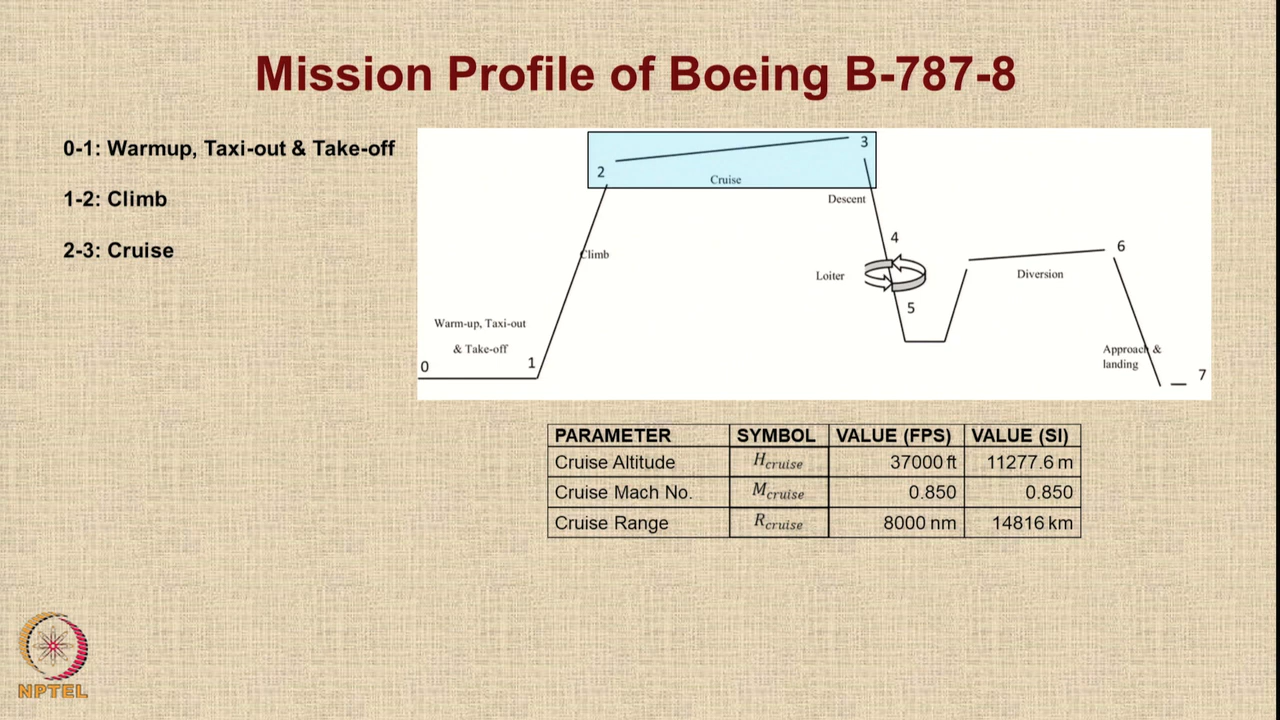 Mission Profile of Boeing B-787-8
0-1: Warmup, Taxi-out & Take-off
1-2: Climb
2-3: Cruise
2
3
Cruise
Descent
4
Climb
Loiter
5
6
Diversion
Warm-up, Taxi-out
& Take-off
0
1
Approach &
landing
7
PARAMETER SYMBOL VALUE (FPS) VALUE (SI)
Cruise Altitude Hcruise 37000 ft 11277.6 m
Cruise Mach No. Mcruise 0.850 0.850
Cruise Range Rcruise 8000 nm 14816 km
NPTEL